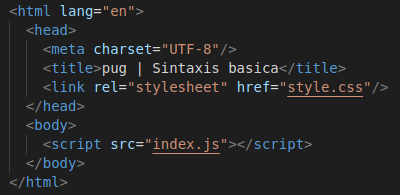 <html lang="en">
<head>
<meta charset="UTF-8"/>
<title>pug | Sintaxis basica</title>
<link rel="stylesheet" href="style.css"/>
</head>
<body>
<script src="index.js"></script>
</body>
</html>